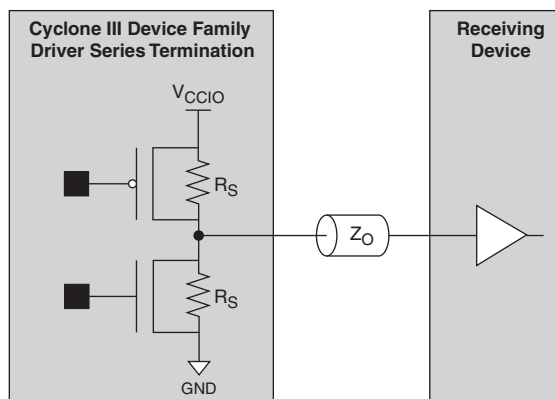 Cyclone III Device Family
Driver Series Termination
Receiving
Device
VCCIO
RS
ZO
RS
GND